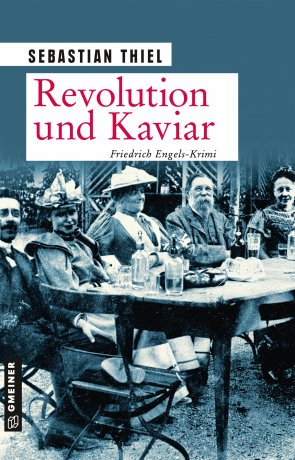 SEBASTIAN THIEL
Revolution
und Kaviar
Friedrich Engels-Krimi
GMEINER